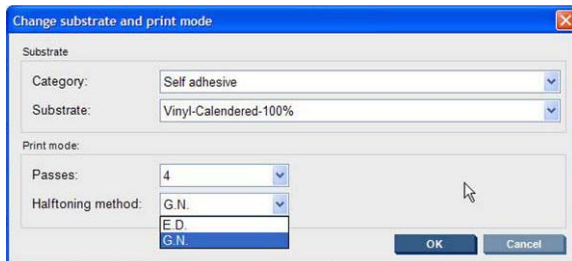 Change substrate and print mode
Substrate
Category: Self adhesive
Substrate: Vinyl-Calendered-100%
Print mode:
Passes: 4
Halftoning method: G.N.
E.D.
G.N.
OK Cancel